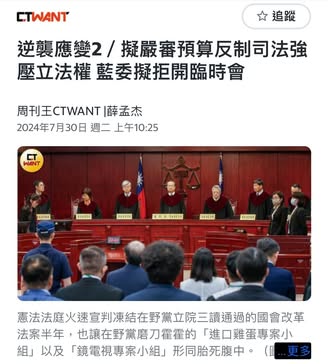 CTWANT
☆ 追蹤
逆襲應變2／擬嚴審預算反制司法強
壓立法權 藍委擬拒開臨時會
周刊王CTWANT |薛孟杰
2024年7月30日 週二 上午10:25
CT
WANT
憲法法庭火速宣判凍結在野黨立院三讀通過的國會改革
法案半年，也讓在野黨磨刀霍霍的「進口雞蛋專案小
組」以及「鏡電視專案小組」形同胎死腹中。（圖
...更多